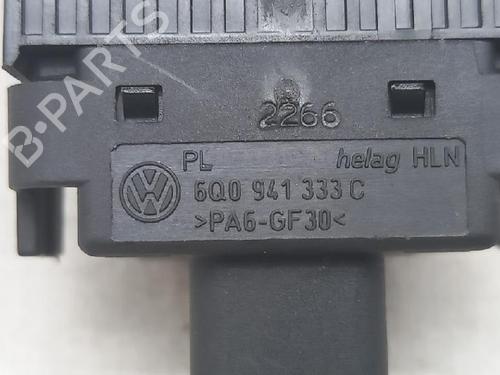 B-PARTS
2266
PL helag HLN
6Q0 941 333 C
>PA6-GF30<